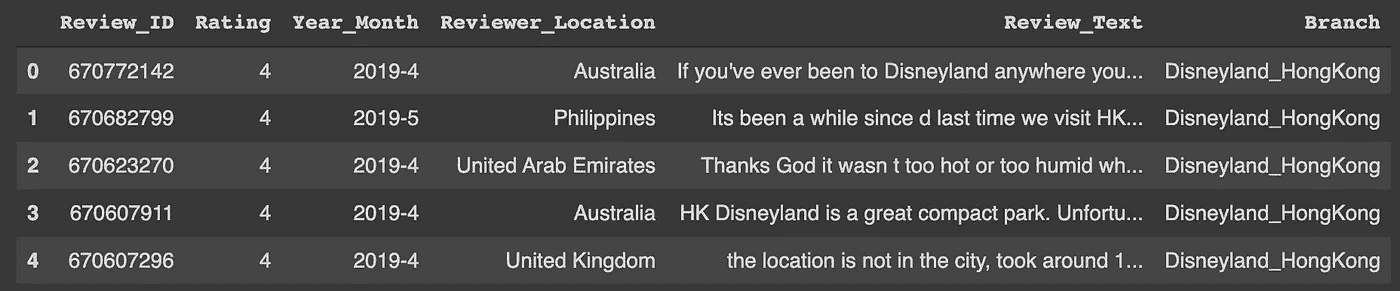 Review_ID Rating Year_Month Reviewer_Location Review_Text Branch
0 670772142 4 2019-4 Australia If you've ever been to Disneyland anywhere you... Disneyland_HongKong
1 670682799 4 2019-5 Philippines Its been a while since d last time we visit HK... Disneyland_HongKong
2 670623270 4 2019-4 United Arab Emirates Thanks God it wasn t too hot or too humid wh... Disneyland_HongKong
3 670607911 4 2019-4 Australia HK Disneyland is a great compact park. Unfortu... Disneyland_HongKong
4 670607296 4 2019-4 United Kingdom the location is not in the city, took around 1... Disneyland_HongKong